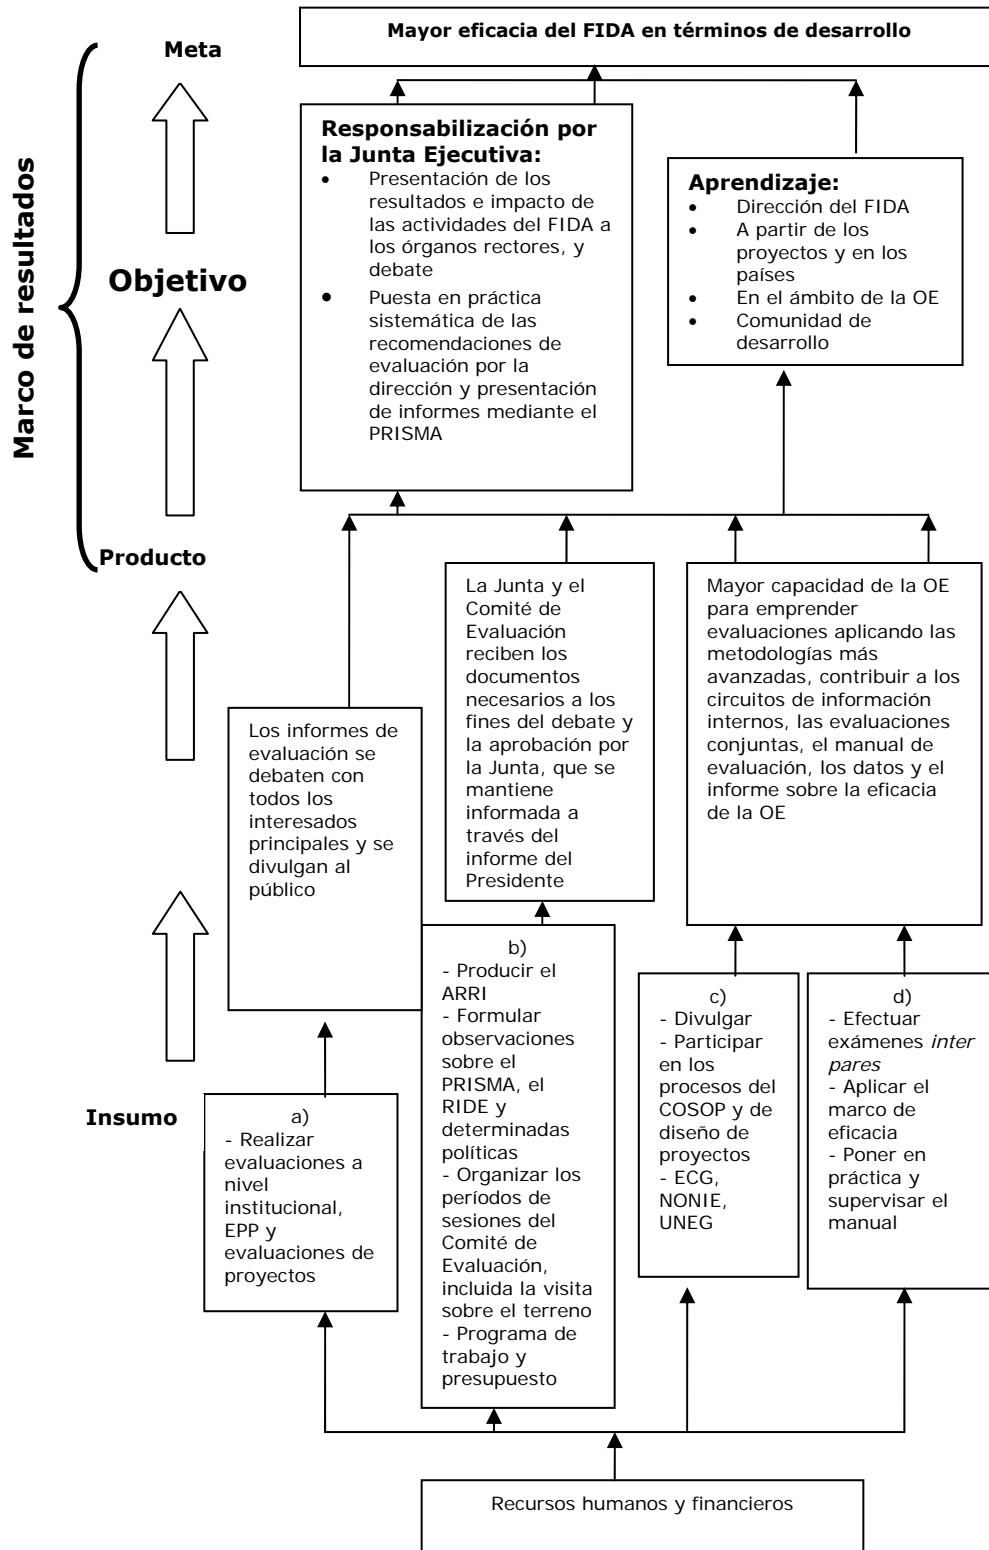 Mayor eficacia del FIDA en términos de desarrollo
Meta
Marco de resultados
Responsabilización por
la Junta Ejecutiva:
• Presentación de los
resultados e impacto de
las actividades del FIDA a
los órganos rectores, y
debate
• Puesta en práctica
sistemática de las
recomendaciones de
evaluación por la
dirección y presentación
de informes mediante el
PRISMA
Aprendizaje:
• Dirección del FIDA
• A partir de los
proyectos y en los
países
• En el ámbito de la OE
• Comunidad de
desarrollo
Objetivo
Producto
Los informes de
evaluación se
debaten con
todos los
interesados
principales y se
divulgan al
público
La Junta y el
Comité de
Evaluación
reciben los
documentos
necesarios a los
fines del debate y
la aprobación por
la Junta, que se
mantiene
informada a
través del
informe del
Presidente
Mayor capacidad de la OE
para emprender
evaluaciones aplicando las
metodologías más
avanzadas, contribuir a los
circuitos de información
internos, las evaluaciones
conjuntas, el manual de
evaluación, los datos y el
informe sobre la eficacia
de la OE
Insumo
a)
- Realizar
evaluaciones a
nivel
institucional,
EPP y
evaluaciones de
proyectos
b)
- Producir el
ARRI
- Formular
observaciones
sobre el
PRISMA, el
RIDE y
determinadas
políticas
- Organizar los
períodos de
sesiones del
Comité de
Evaluación,
incluida la visita
sobre el terreno
- Programa de
trabajo y
presupuesto
c)
- Divulgar
- Participar
en los
procesos del
COSOP y de
diseño de
proyectos
- ECG,
NONIE,
UNEG
d)
- Efectuar
exámenes inter
pares
- Aplicar el
marco de
eficacia
- Poner en
práctica y
supervisar el
manual
Recursos humanos y financieros